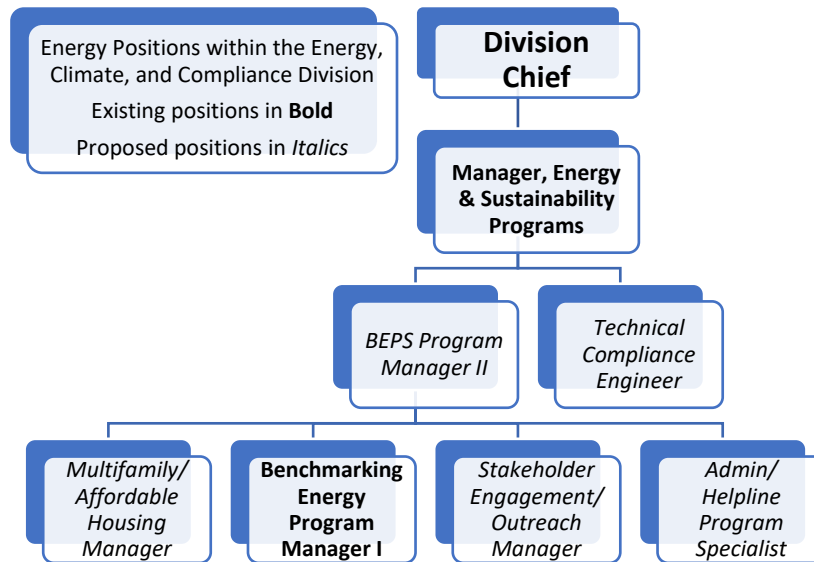 Energy Positions within the Energy,
Climate, and Compliance Division
Existing positions in Bold
Proposed positions in Italics
Division
Chief
Manager, Energy
& Sustainability
Programs
BEPS Program
Manager II
Technical
Compliance
Engineer
Multifamily/
Affordable
Housing
Manager
Benchmarking
Energy
Program
Manager I
Stakeholder
Engagement/
Outreach
Manager
Admin/
Helpline
Program
Specialist